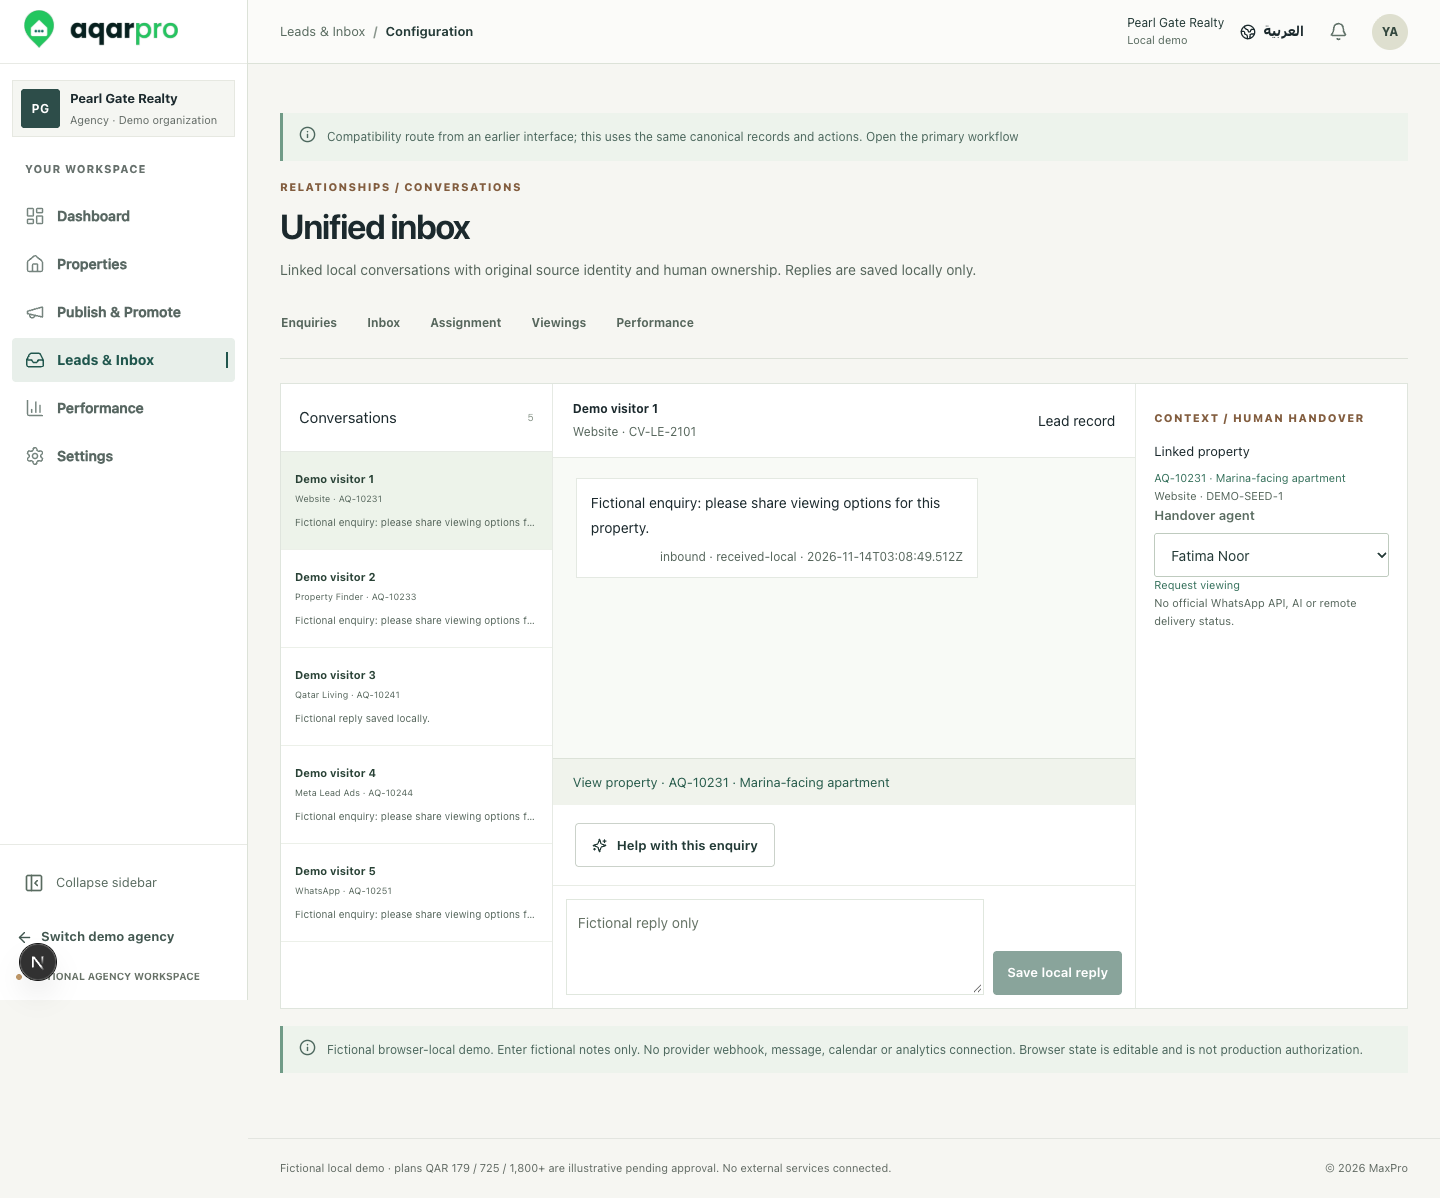 aqarpro
Leads & Inbox / Configuration
Pearl Gate Realty
Local demo
العربية
YA
PG
Pearl Gate Realty
Agency · Demo organization
YOUR WORKSPACE
Dashboard
Properties
Publish & Promote
Leads & Inbox
Performance
Settings
Collapse sidebar
Switch demo agency
N
IONAL AGENCY WORKSPACE
Compatibility route from an earlier interface; this uses the same canonical records and actions. Open the primary workflow
RELATIONSHIPS / CONVERSATIONS
Unified inbox
Linked local conversations with original source identity and human ownership. Replies are saved locally only.
Enquiries
Inbox
Assignment
Viewings
Performance
Conversations
5
Demo visitor 1
Website · AQ-10231
Fictional enquiry: please share viewing options f...
Demo visitor 2
Property Finder · AQ-10233
Fictional enquiry: please share viewing options f...
Demo visitor 3
Qatar Living · AQ-10241
Fictional reply saved locally.
Demo visitor 4
Meta Lead Ads · AQ-10244
Fictional enquiry: please share viewing options f...
Demo visitor 5
WhatsApp · AQ-10251
Fictional enquiry: please share viewing options f...
Demo visitor 1
Website · CV-LE-2101
Lead record
Fictional enquiry: please share viewing options for this
property.
inbound · received-local · 2026-11-14T03:08:49.512Z
View property · AQ-10231 · Marina-facing apartment
Help with this enquiry
Fictional reply only
Save local reply
CONTEXT / HUMAN HANDOVER
Linked property
AQ-10231 · Marina-facing apartment
Website · DEMO-SEED-1
Handover agent
Fatima Noor
Request viewing
No official WhatsApp API, AI or remote
delivery status.
Fictional browser-local demo. Enter fictional notes only. No provider webhook, message, calendar or analytics connection. Browser state is editable and is not production authorization.
Fictional local demo · plans QAR 179 / 725 / 1,800+ are illustrative pending approval. No external services connected.
© 2026 MaxPro